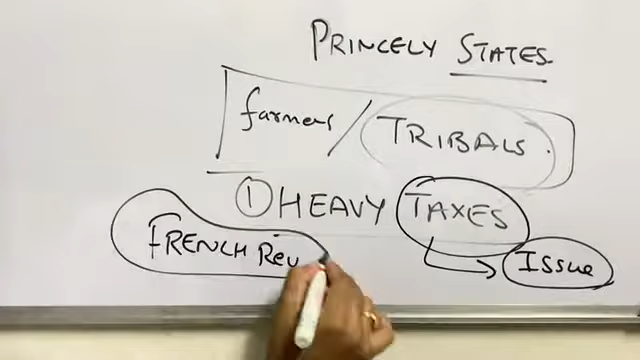 PRINCELY STATES
farmers / TRIBALS.
① HEAVY TAXES
Issue
FRENCH Rev